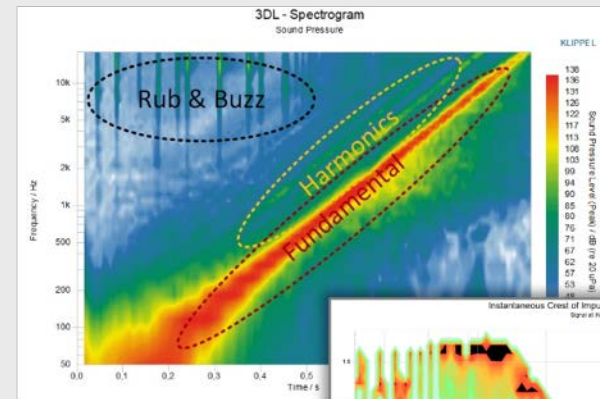 3DL - Spectrogram
Sound Pressure
KLIPPEL
Rub & Buzz
Harmonics
Fundamental
Frequency / Hz
10k
5k
2k
1k
500
200
100
50
0,0
0,1
0,2
0,3
0,4
0,5
Time / s
138
136
131
126
122
117
113
108
103
99
94
90
85
80
76
71
67
62
57
53
Sound Pressure Level (Peak) / dB (re 20 uPa)
Instantaneous Crest of Impu